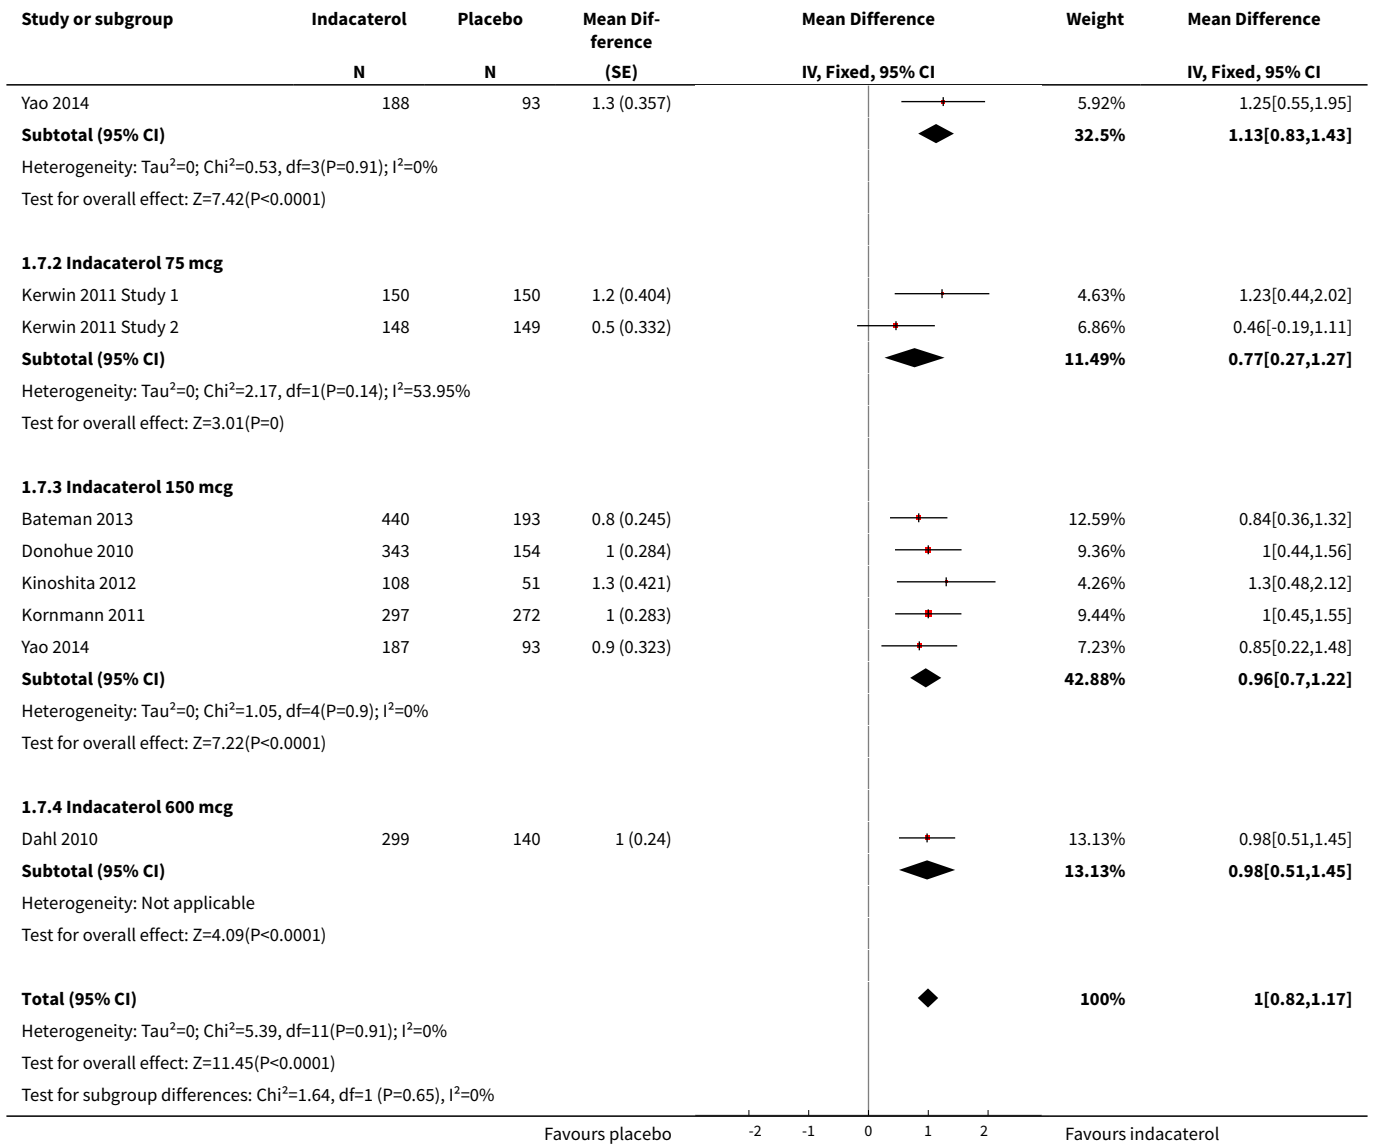 Study or subgroup Indacaterol Placebo Mean Dif- Mean Difference Weight Mean Difference
ference
N N (SE) IV, Fixed, 95% CI IV, Fixed, 95% CI
Yao 2014 188 93 1.3 (0.357) 5.92% 1.25[0.55,1.95]
Subtotal (95% CI) 32.5% 1.13[0.83,1.43]
Heterogeneity: Tau²=0; Chi²=0.53, df=3(P=0.91); I²=0%
Test for overall effect: Z=7.42(P<0.0001)
1.7.2 Indacaterol 75 mcg
Kerwin 2011 Study 1 150 150 1.2 (0.404) 4.63% 1.23[0.44,2.02]
Kerwin 2011 Study 2 148 149 0.5 (0.332) 6.86% 0.46[-0.19,1.11]
Subtotal (95% CI) 11.49% 0.77[0.27,1.27]
Heterogeneity: Tau²=0; Chi²=2.17, df=1(P=0.14); I²=53.95%
Test for overall effect: Z=3.01(P=0)
1.7.3 Indacaterol 150 mcg
Bateman 2013 440 193 0.8 (0.245) 12.59% 0.84[0.36,1.32]
Donohue 2010 343 154 1 (0.284) 9.36% 1[0.44,1.56]
Kinoshita 2012 108 51 1.3 (0.421) 4.26% 1.3[0.48,2.12]
Kornmann 2011 297 272 1 (0.283) 9.44% 1[0.45,1.55]
Yao 2014 187 93 0.9 (0.323) 7.23% 0.85[0.22,1.48]
Subtotal (95% CI) 42.88% 0.96[0.7,1.22]
Heterogeneity: Tau²=0; Chi²=1.05, df=4(P=0.9); I²=0%
Test for overall effect: Z=7.22(P<0.0001)
1.7.4 Indacaterol 600 mcg
Dahl 2010 299 140 1 (0.24) 13.13% 0.98[0.51,1.45]
Subtotal (95% CI) 13.13% 0.98[0.51,1.45]
Heterogeneity: Not applicable
Test for overall effect: Z=4.09(P<0.0001)
Total (95% CI) 100% 1[0.82,1.17]
Heterogeneity: Tau²=0; Chi²=5.39, df=11(P=0.91); I²=0%
Test for overall effect: Z=11.45(P<0.0001)
Test for subgroup differences: Chi²=1.64, df=1 (P=0.65), I²=0%
Favours placebo -2 -1 0 1 2 Favours indacaterol